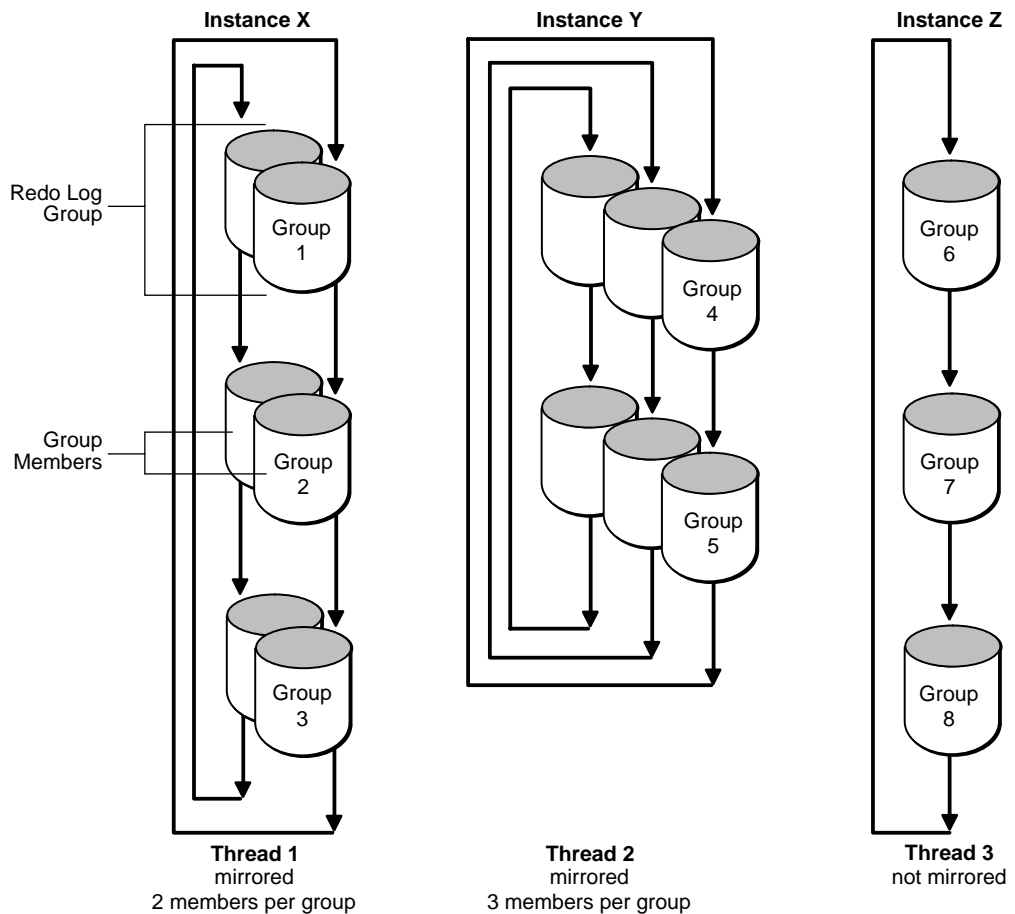 Instance X
Instance Y
Instance Z
Redo Log
Group
Group
1
Group
4
Group
6
Group
Members
Group
2
Group
5
Group
7
Group
3
Group
8
Thread 1
mirrored
2 members per group
Thread 2
mirrored
3 members per group
Thread 3
not mirrored